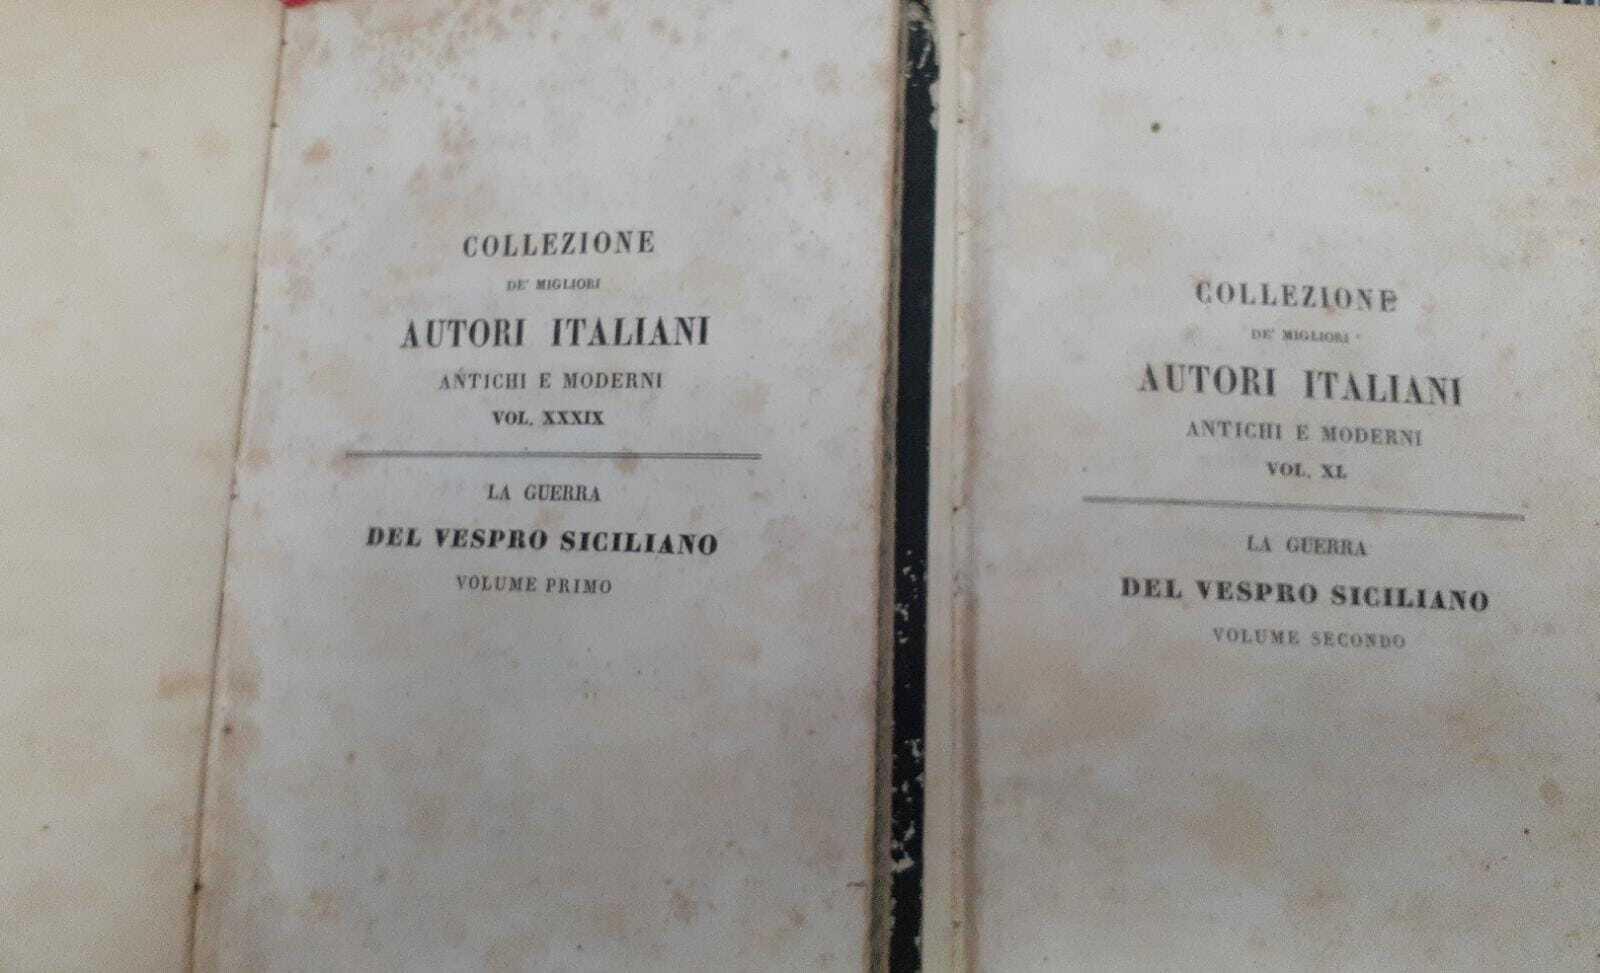 COLLEZIONE
DE' MIGLIORI
AUTORI ITALIANI
ANTICHI E MODERNI
VOL. XXXIX
LA GUERRA
DEL VESPRO SICILIANO
VOLUME PRIMO
COLLEZIONE
DE' MIGLIORI
AUTORI ITALIANI
ANTICHI E MODERNI
VOL. XL
LA GUERRA
DEL VESPRO SICILIANO
VOLUME SECONDO